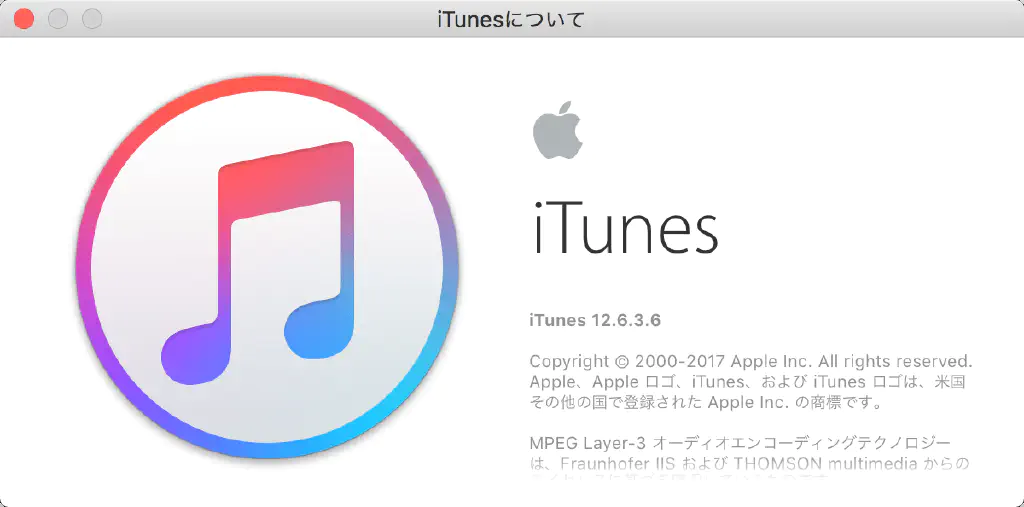 iTunesについて
iTunes
iTunes 12.6.3.6
Copyright © 2000-2017 Apple Inc. All rights reserved.
Apple、Apple ロゴ、iTunes、および iTunes ロゴは、米国
その他の国で登録された Apple Inc. の商標です。
MPEG Layer-3 オーディオエンコーディングテクノロジー
は、Fraunhofer IIS および THOMSON multimedia からの